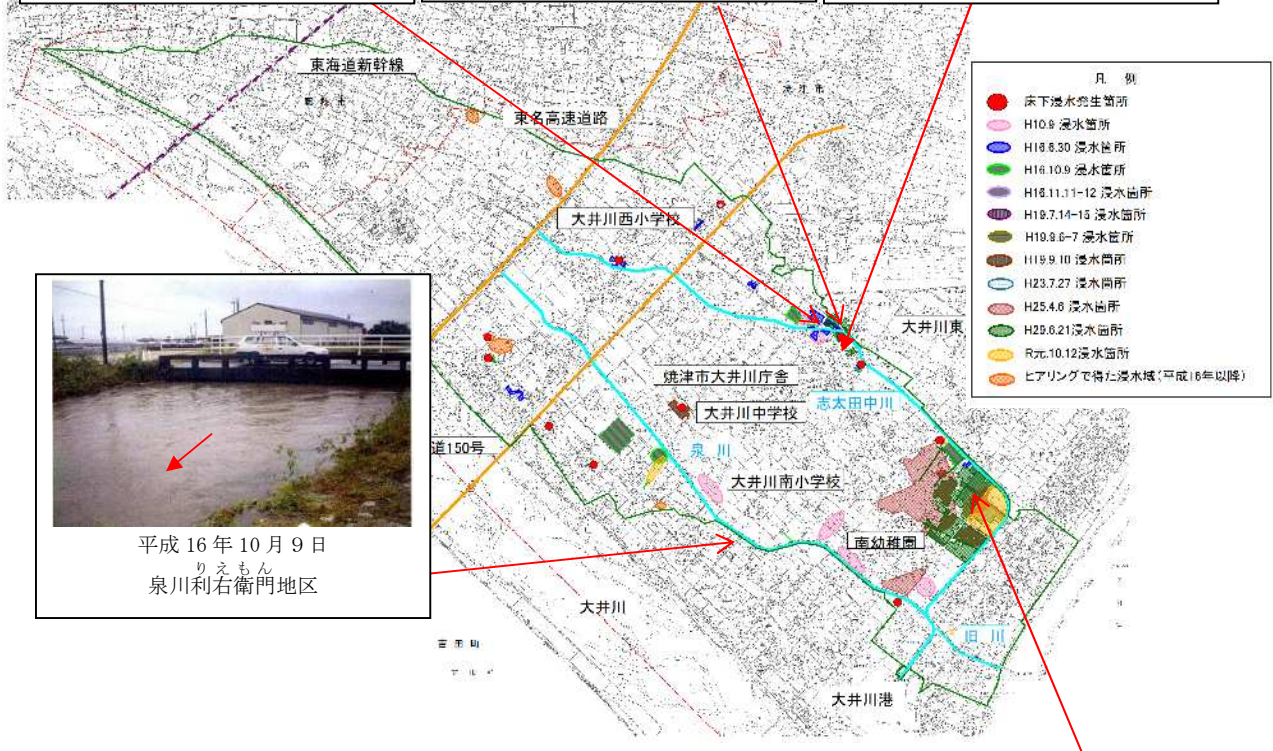 東海道新幹線
東名高速道路
大井川西小学校
大井川東
焼津市大井川庁舎
大井川中学校
志太田中川
道150号
泉川
大井川南小学校
南幼稚園
大井川
旧川
大井川港
凡 例
床下浸水発生箇所
H10.9 浸水箇所
H16.6.30 浸水箇所
H16.10.9 浸水箇所
H16.11.11-12 浸水箇所
H19.7.14-15 浸水箇所
H19.9.6-7 浸水箇所
H19.9.10 浸水箇所
H23.7.27 浸水箇所
H25.4.6 浸水箇所
H29.6.21浸水箇所
R元.10.12浸水箇所
ヒアリングで得た浸水域(平成16年以降)
平成 16 年 10 月 9 日
りえもん
泉川利右衛門地区